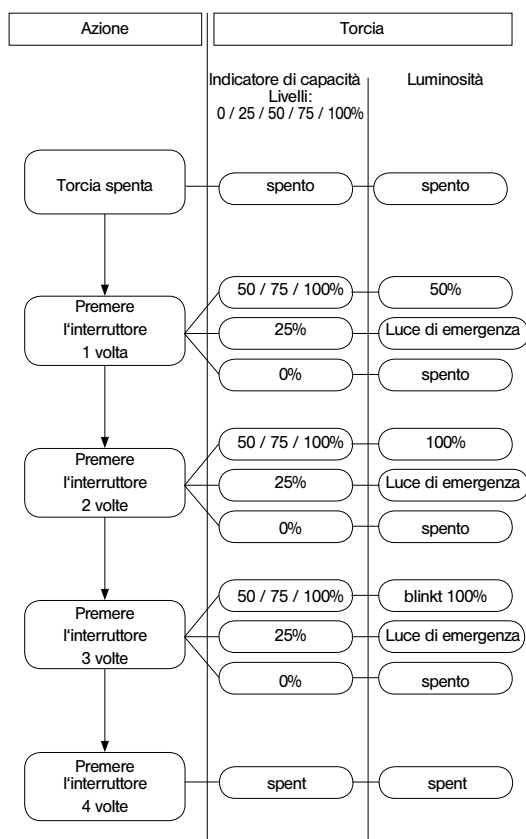 Azione
Torcia
Indicatore di capacità
Livelli:
0 / 25 / 50 / 75 / 100%
Luminosità
Torcia spenta
spento
spento
Premere
l'interruttore
1 volta
50 / 75 / 100%
50%
25%
Luce di emergenza
0%
spento
Premere
l'interruttore
2 volte
50 / 75 / 100%
100%
25%
Luce di emergenza
0%
spento
Premere
l'interruttore
3 volte
50 / 75 / 100%
blinkt 100%
25%
Luce di emergenza
0%
spento
Premere
l'interruttore
4 volte
spent
spent